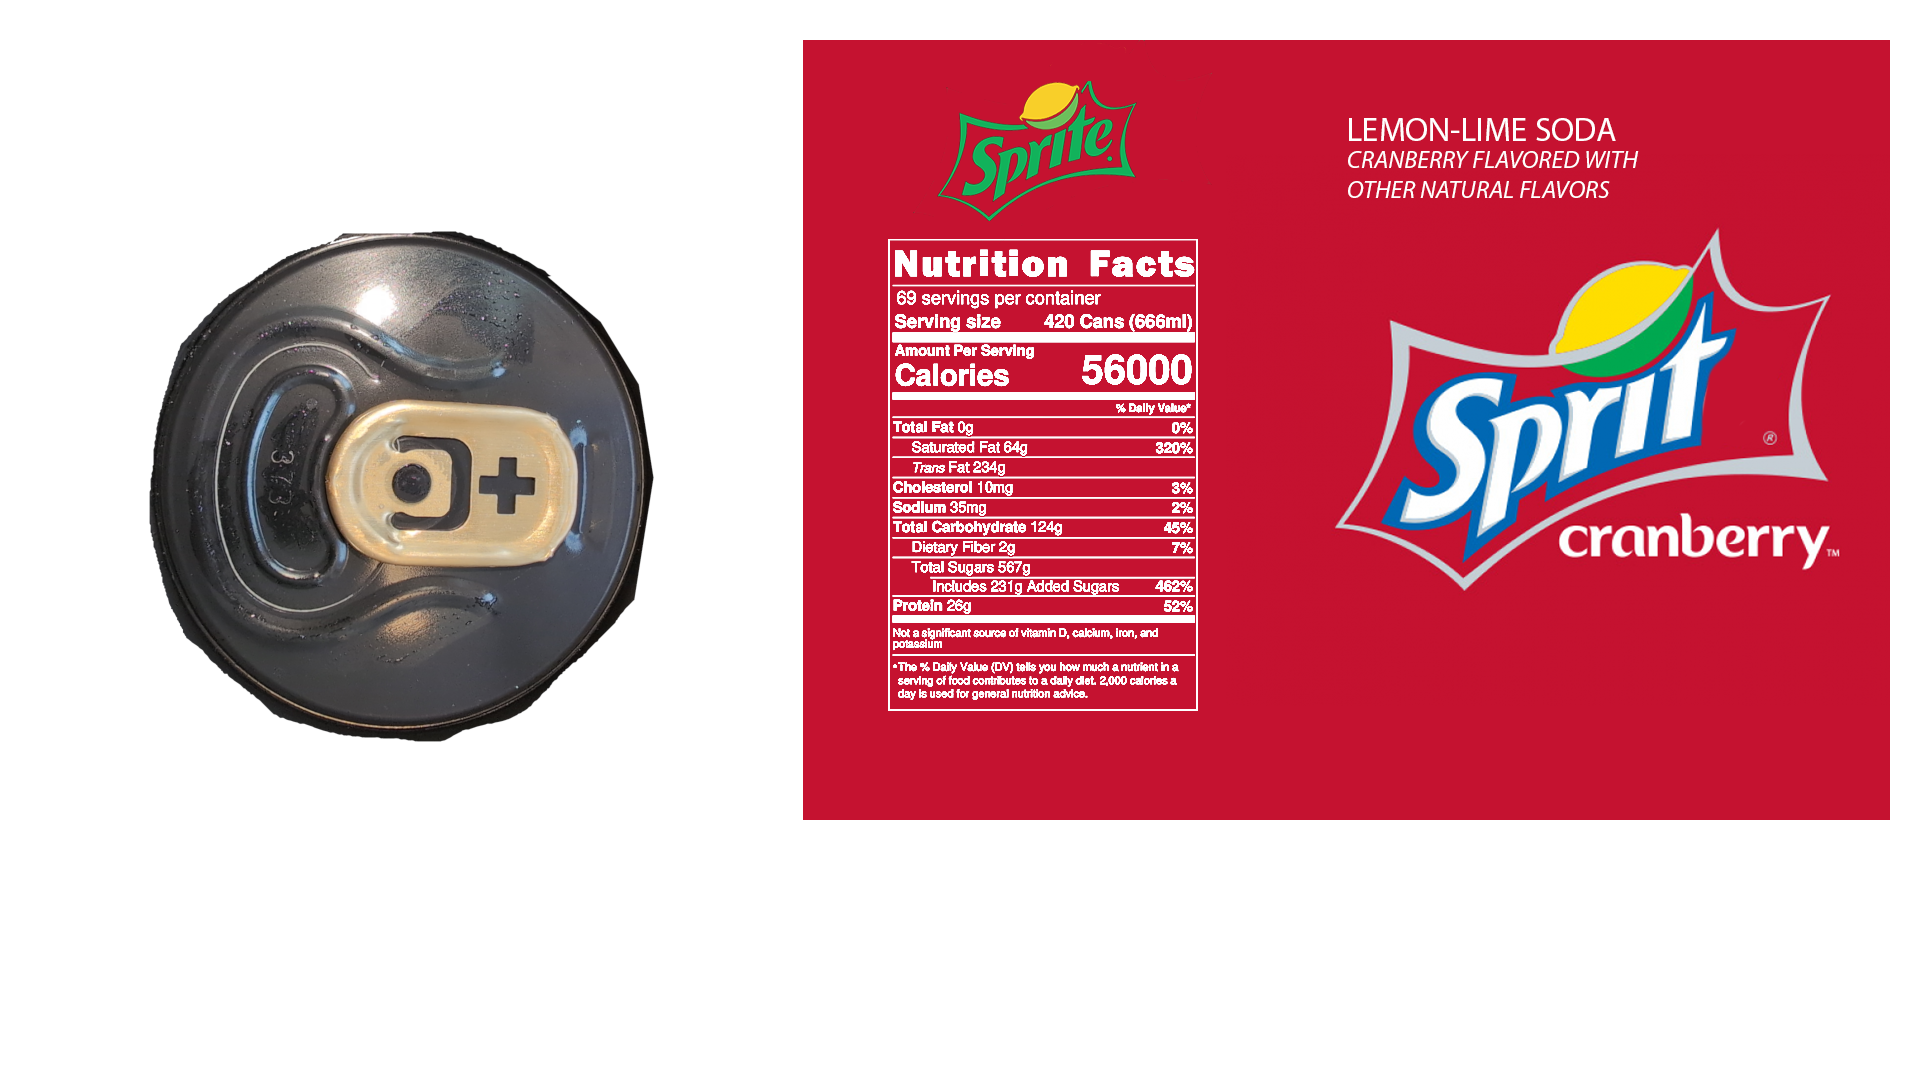 373
Sprite
Nutrition Facts
69 servings per container
Serving size 420 Cans (666ml)
Amount Per Serving
Calories 56000
% Daily Value*
Total Fat 0g 0%
Saturated Fat 64g 320%
Trans Fat 234g
Cholesterol 10mg 3%
Sodium 35mg 2%
Total Carbohydrate 124g 45%
Dietary Fiber 2g 7%
Total Sugars 567g
Includes 231g Added Sugars 462%
Protein 26g 52%
Not a significant source of vitamin D, calcium, iron, and
potassium
*The % Daily Value (DV) tells you how much a nutrient in a
serving of food contributes to a daily diet. 2,000 calories a
day is used for general nutrition advice.
LEMON-LIME SODA
CRANBERRY FLAVORED WITH
OTHER NATURAL FLAVORS
Sprit ®
cranberry™